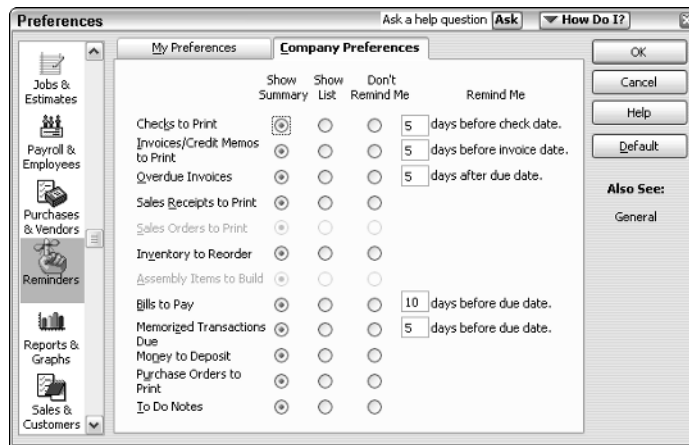 Preferences
Ask a help question Ask How Do I?
My Preferences Company Preferences
Jobs &
Estimates
Payroll &
Employees
Purchases
& Vendors
Reminders
Reports &
Graphs
Sales &
Customers
Show
Summary
Show
List
Don't
Remind Me
Remind Me
Checks to Print 5 days before check date.
Invoices/Credit Memos
to Print 5 days before invoice date.
Overdue Invoices 5 days after due date.
Sales Receipts to Print
Sales Orders to Print
Inventory to Reorder
Assembly Items to Build
Bills to Pay 10 days before due date.
Memorized Transactions
Due 5 days before due date.
Money to Deposit
Purchase Orders to
Print
To Do Notes
OK
Cancel
Help
Default
Also See:
General